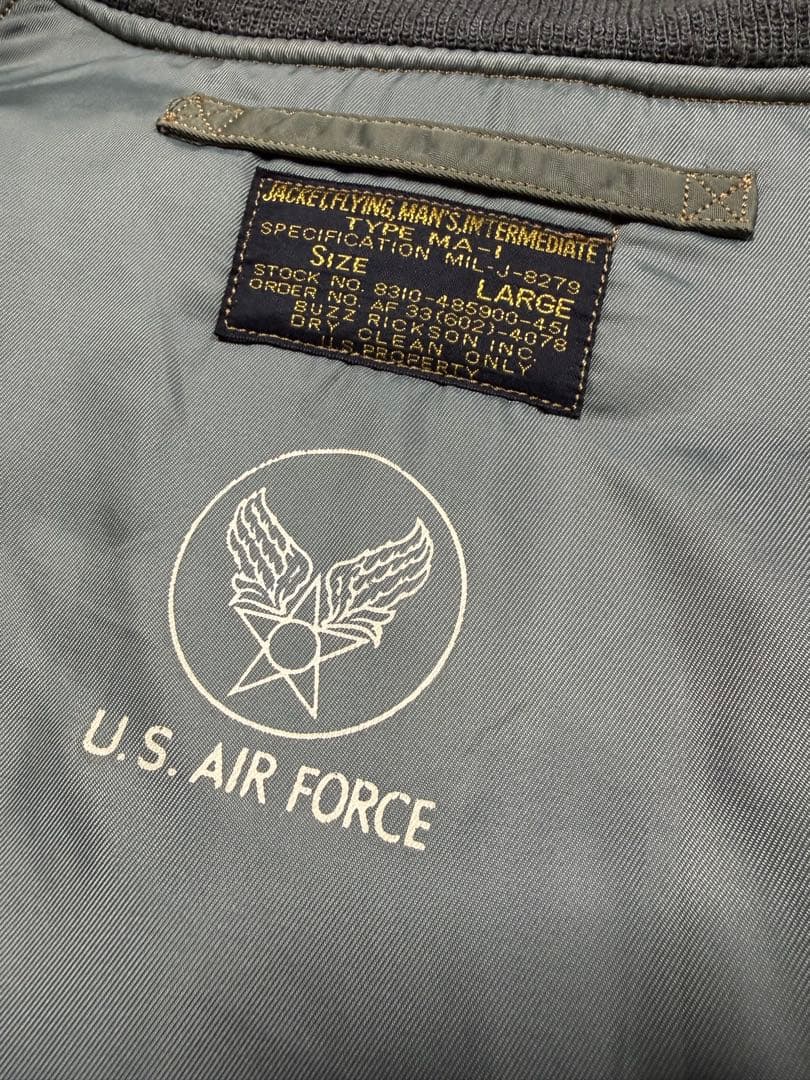 JACKET, FLYING, MAN'S, INTERMEDIATE
TYPE MA-1
SPECIFICATION MIL-J-8279
SIZE LARGE
STOCK NO. 8310-485900-451
ORDER NO. AF 33(602)-4078
BUZZ RICKSON INC.
DRY CLEAN ONLY
U.S. PROPERTY
U.S. AIR FORCE